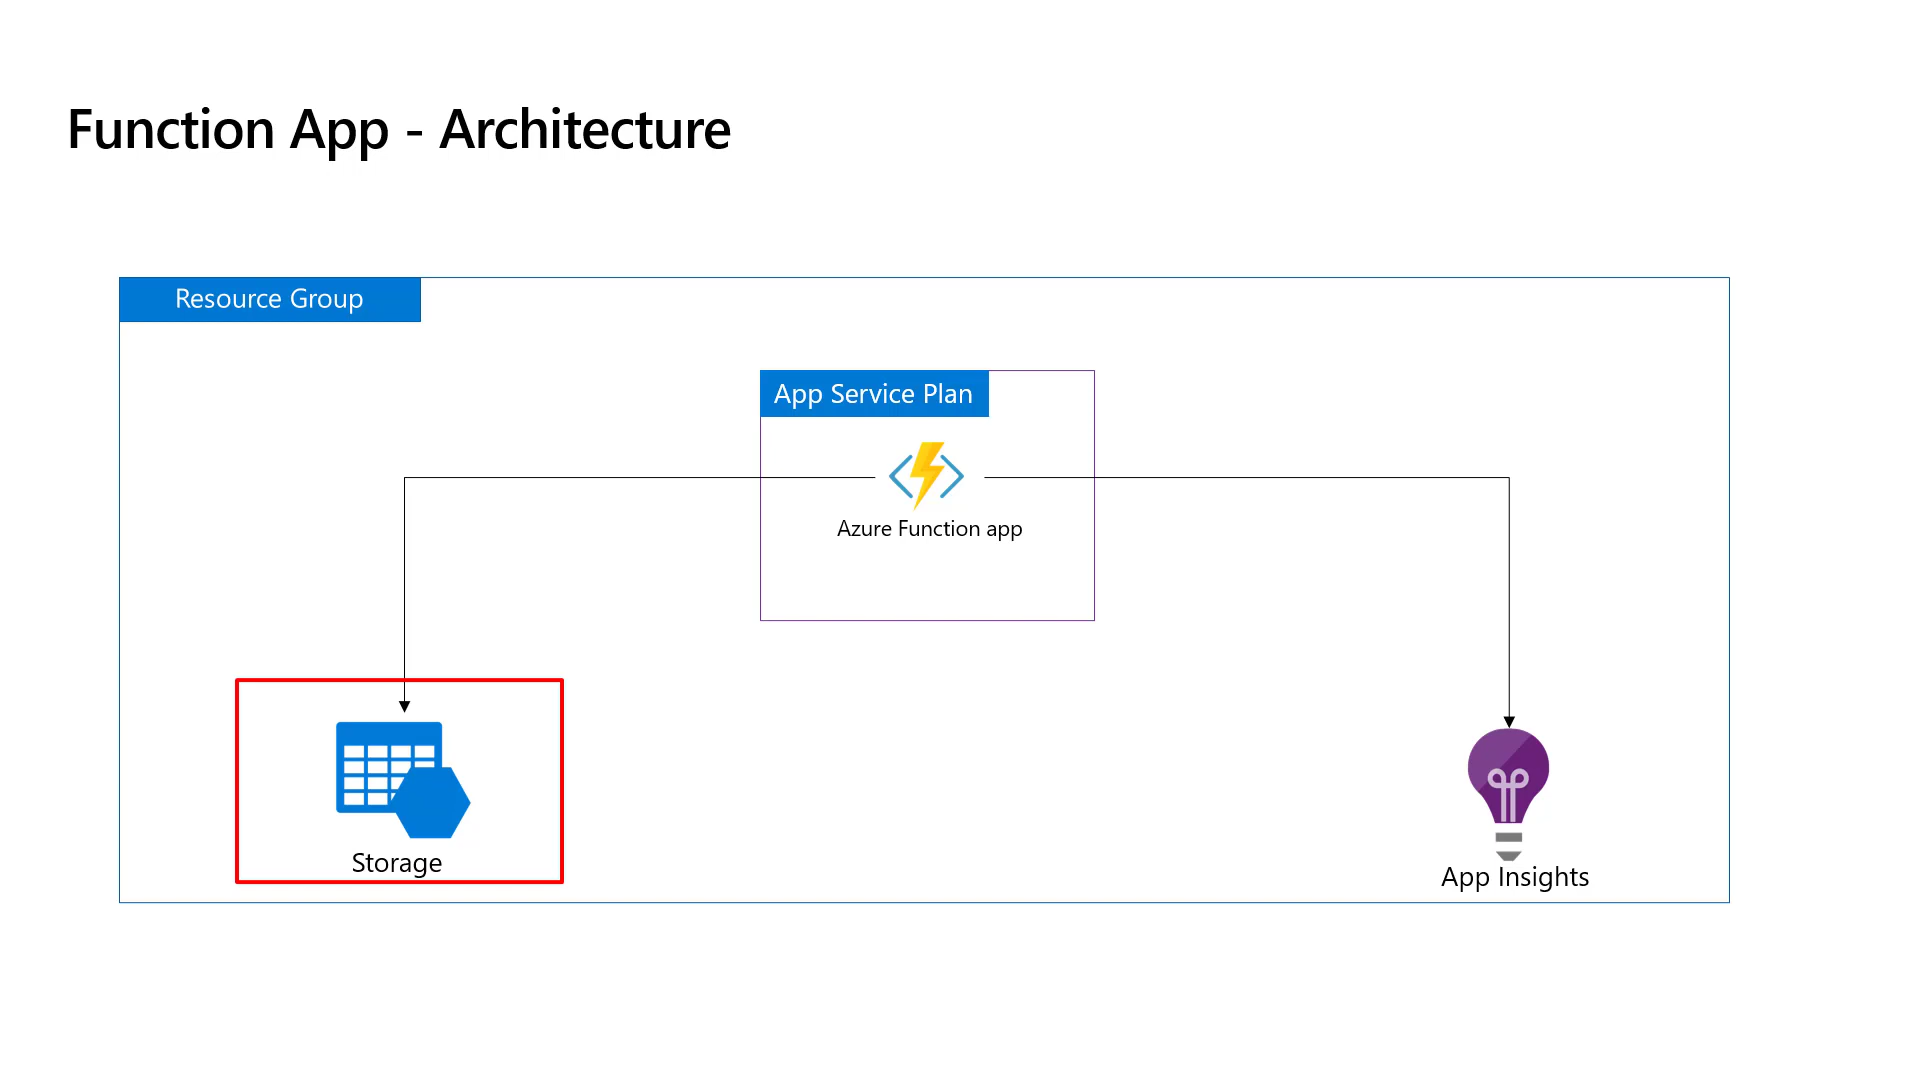 Function App - Architecture
Resource Group
App Service Plan
Azure Function app
Storage
App Insights